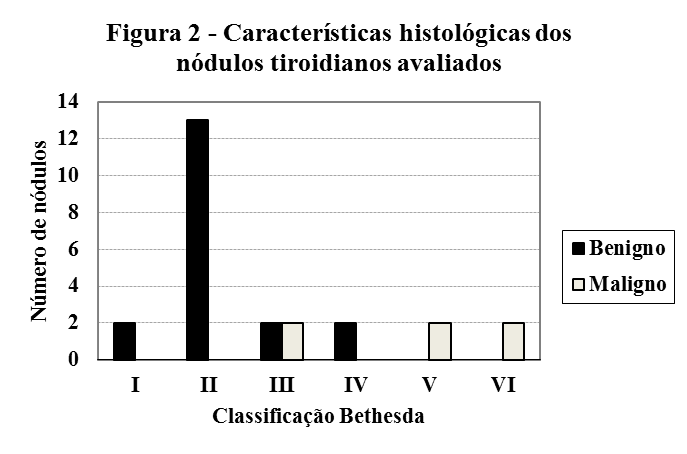 Figura 2 - Características histológicas dos
nódulos tiroidianos avaliados
14
12
10
8
6
4
2
0
Número de nódulos
I II III IV V VI
Classificação Bethesda
Benigno
Maligno